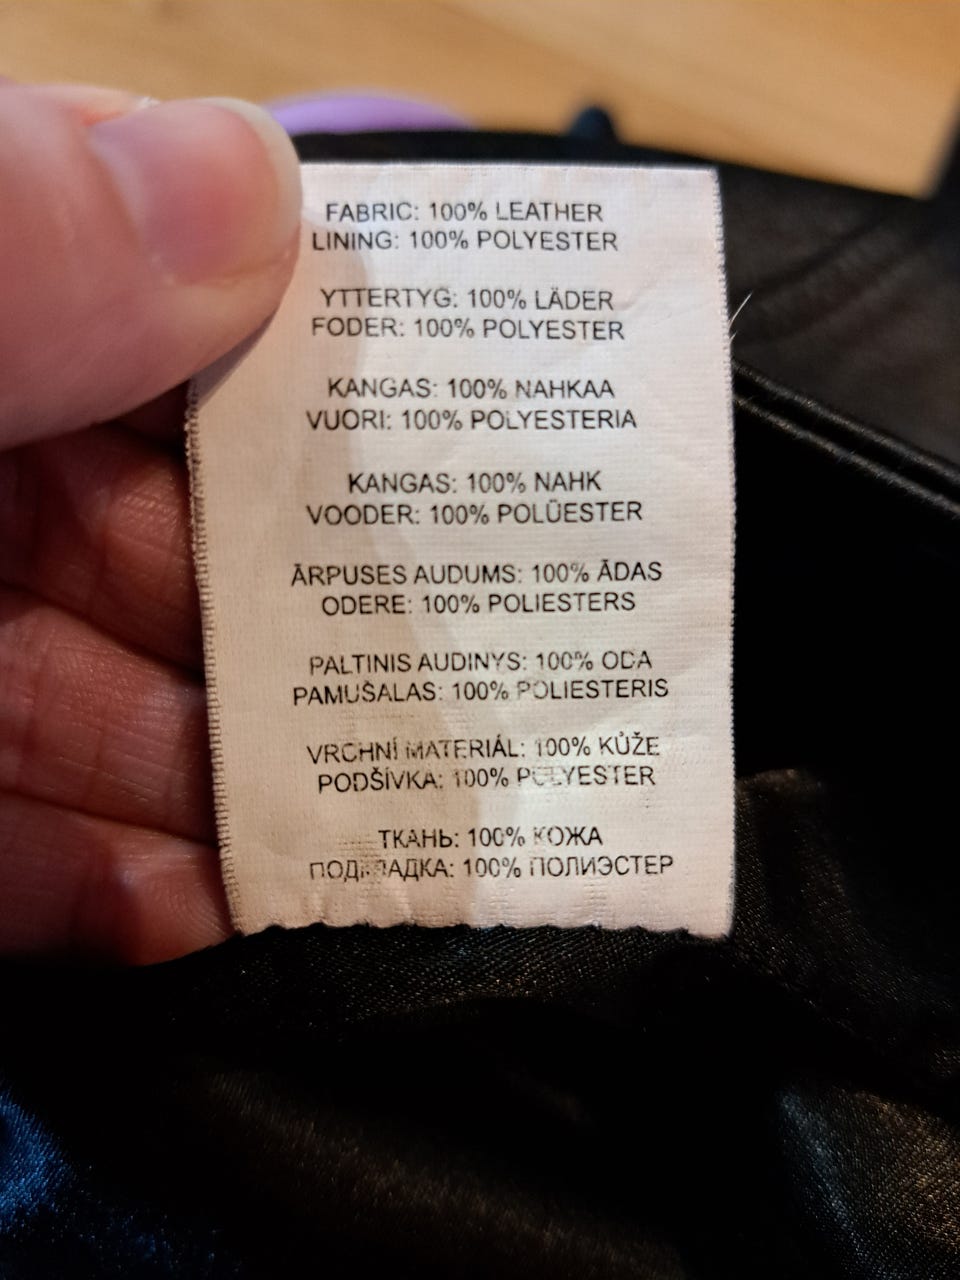 FABRIC: 100% LEATHER
LINING: 100% POLYESTER
YTTERTYG: 100% LÄDER
FODER: 100% POLYESTER
KANGAS: 100% NAHKAA
VUORI: 100% POLYESTERIA
KANGAS: 100% NAHK
VOODER: 100% POLÜESTER
ĀRPUSES AUDUMS: 100% ĀDAS
ODERE: 100% POLIESTERS
PALTINIS AUDINYS: 100% ODA
PAMUŠALAS: 100% POLIESTERIS
VRCHNÍ MATERIÁL: 100% KŮŽE
PODŠÍVKA: 100% POLYESTER
ТКАНЬ: 100% КОЖА
ПОДКЛАДКА: 100% ПОЛИЭСТЕР